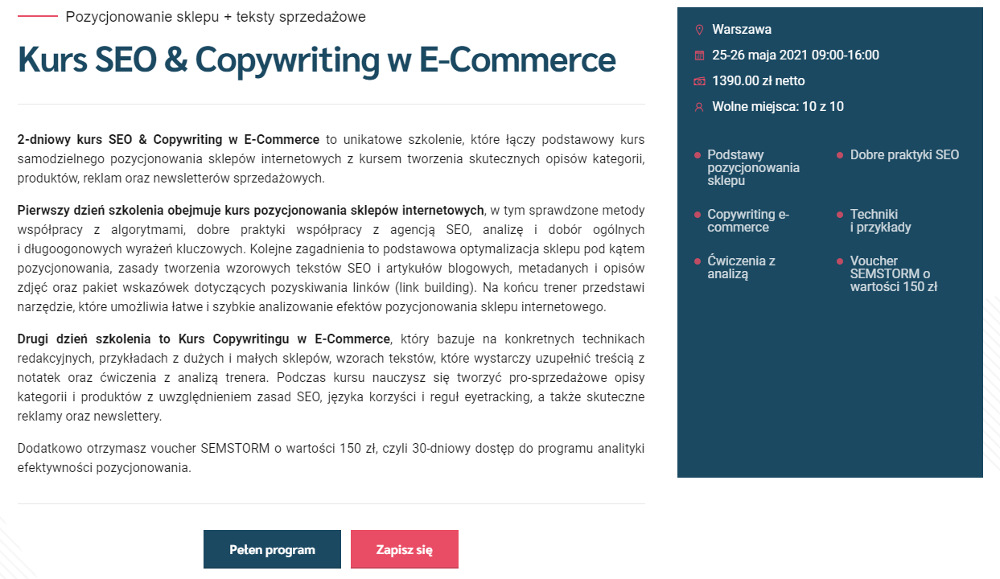 Pozycjonowanie sklepu + teksty sprzedażowe
Kurs SEO & Copywriting w E-Commerce
2-dniowy kurs SEO & Copywriting w E-Commerce to unikatowe szkolenie, które łączy podstawowy kurs
samodzielnego pozycjonowania sklepów internetowych z kursem tworzenia skutecznych opisów kategorii,
produktów, reklam oraz newsletterów sprzedażowych.
Pierwszy dzień szkolenia obejmuje kurs pozycjonowania sklepów internetowych, w tym sprawdzone metody
współpracy z algorytmami, dobre praktyki współpracy z agencją SEO, analizę i dobór ogólnych
i długoogonowych wyrażeń kluczowych. Kolejne zagadnienia to podstawowa optymalizacja sklepu pod kątem
pozycjonowania, zasady tworzenia wzorowych tekstów SEO i artykułów blogowych, metadanych i opisów
zdjęć oraz pakiet wskazówek dotyczących pozyskiwania linków (link building). Na końcu trener przedstawi
narzędzie, które umożliwia łatwe i szybkie analizowanie efektów pozycjonowania sklepu internetowego.
Drugi dzień szkolenia to Kurs Copywritingu w E-Commerce, który bazuje na konkretnych technikach
redakcyjnych, przykładach z dużych i małych sklepów, wzorach tekstów, które wystarczy uzupełnić treścią z
notatek oraz ćwiczenia z analizą trenera. Podczas kursu nauczysz się tworzyć pro-sprzedażowe opisy
kategorii i produktów z uwzględnieniem zasad SEO, języka korzyści i reguł eyetracking, a także skuteczne
reklamy oraz newslettery.
Dodatkowo otrzymasz voucher SEMSTORM o wartości 150 zł, czyli 30-dniowy dostęp do programu analityki
efektywności pozycjonowania.
Pełen program
Zapisz się
Warszawa
25-26 maja 2021 09:00-16:00
1390.00 zł netto
Wolne miejsca: 10 z 10
Podstawy
pozycjonowania
sklepu
Dobre praktyki SEO
Copywriting e-
commerce
Techniki
i przykłady
Ćwiczenia z
analizą
Voucher
SEMSTORM o
wartości 150 zł